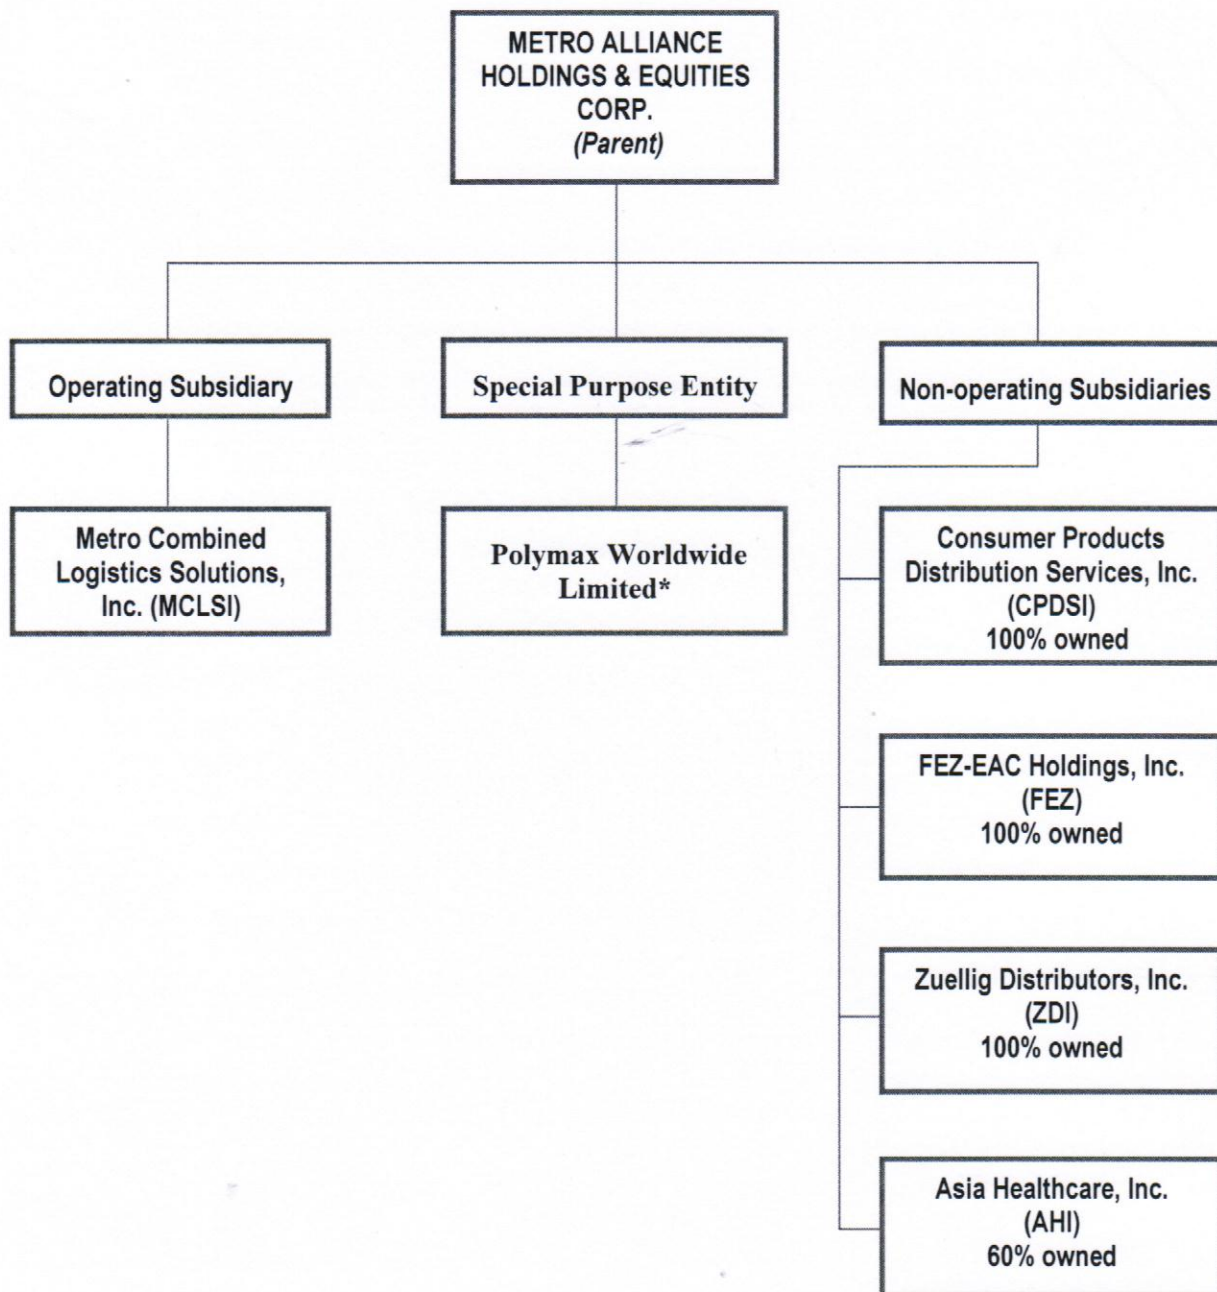 METRO ALLIANCE
HOLDINGS & EQUITIES
CORP.
(Parent)
Operating Subsidiary
Special Purpose Entity
Non-operating Subsidiaries
Metro Combined
Logistics Solutions,
Inc. (MCLSI)
Polymax Worldwide
Limited*
Consumer Products
Distribution Services, Inc.
(CPDSI)
100% owned
FEZ-EAC Holdings, Inc.
(FEZ)
100% owned
Zuellig Distributors, Inc.
(ZDI)
100% owned
Asia Healthcare, Inc.
(AHI)
60% owned